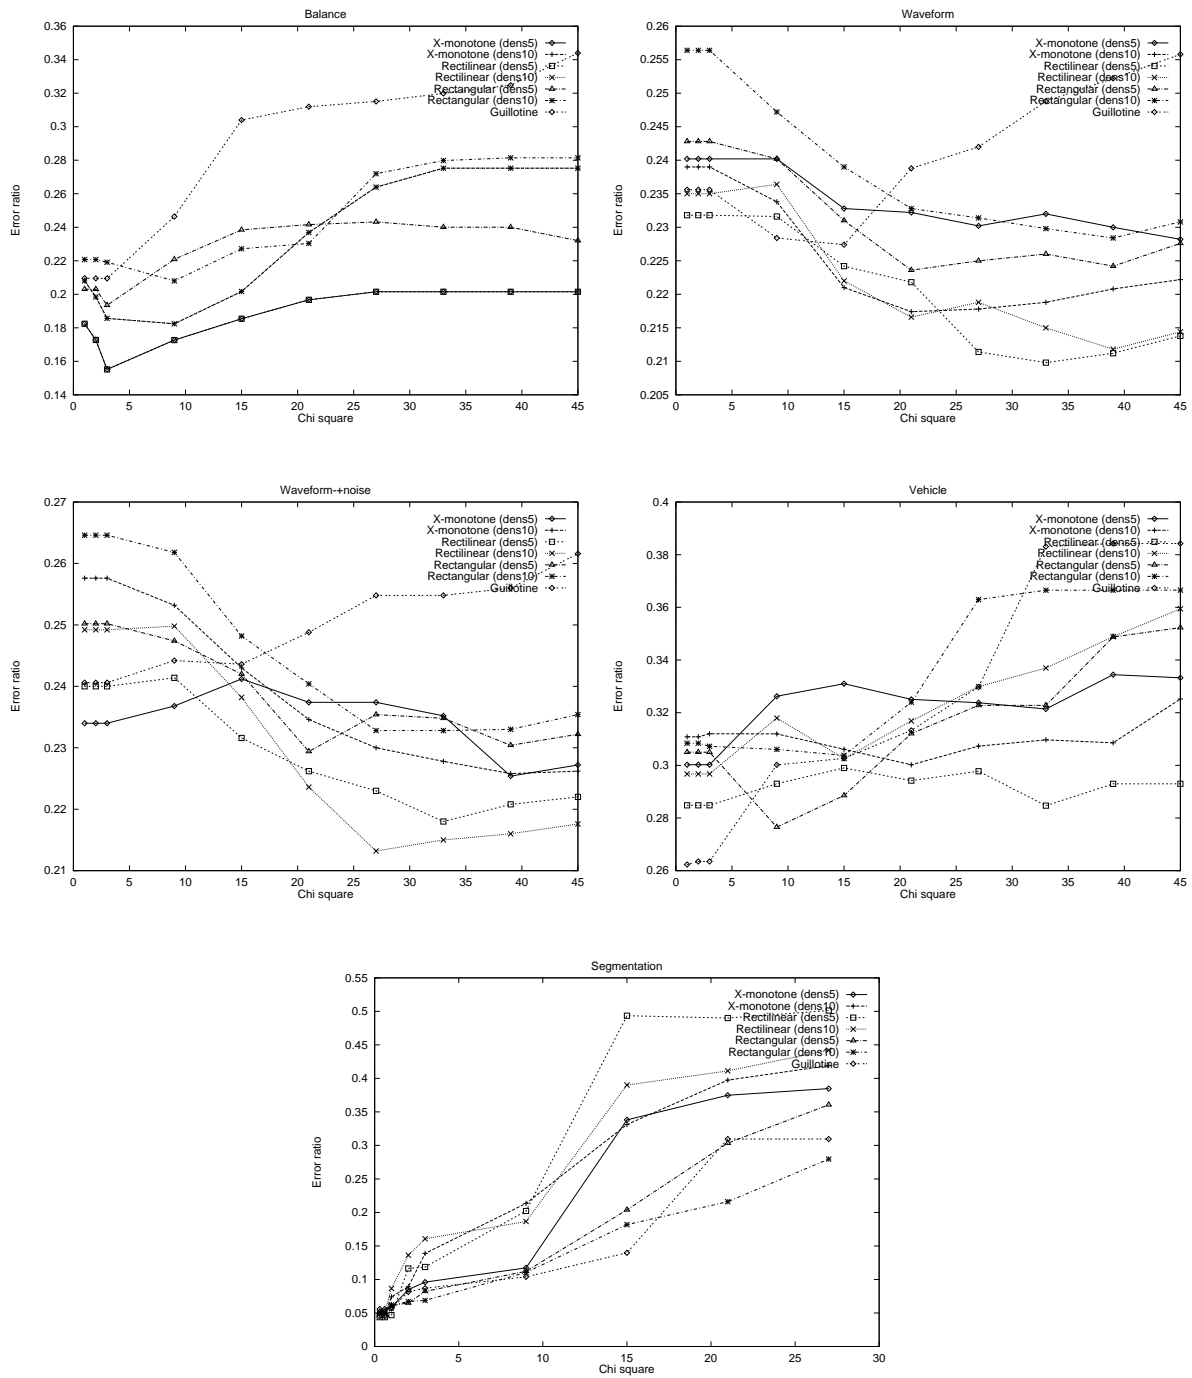 Balance
0.36
0.34
0.32
0.3
0.28
0.26
0.24
0.22
0.2
0.18
0.16
0.14
Error ratio
X-monotone (dens5)
X-monotone (dens10)
Rectilinear (dens5)
Rectilinear (dens10)
Rectangular (dens5)
Rectangular (dens10)
Guillotine
0 5 10 15 20 25 30 35 40 45
Chi square
Waveform
0.26
0.255
0.25
0.245
0.24
0.235
0.23
0.225
0.22
0.215
0.21
0.205
Error ratio
X-monotone (dens5)
X-monotone (dens10)
Rectilinear (dens5)
Rectilinear (dens10)
Rectangular (dens5)
Rectangular (dens10)
Guillotine
0 5 10 15 20 25 30 35 40 45
Chi square
Waveform-+noise
0.27
0.26
0.25
0.24
0.23
0.22
0.21
Error ratio
X-monotone (dens5)
X-monotone (dens10)
Rectilinear (dens5)
Rectilinear (dens10)
Rectangular (dens5)
Rectangular (dens10)
Guillotine
0 5 10 15 20 25 30 35 40 45
Chi square
Vehicle
0.4
0.38
0.36
0.34
0.32
0.3
0.28
0.26
Error ratio
X-monotone (dens5)
X-monotone (dens10)
Rectilinear (dens5)
Rectilinear (dens10)
Rectangular (dens5)
Rectangular (dens10)
Guillotine
0 5 10 15 20 25 30 35 40 45
Chi square
Segmentation
0.55
0.5
0.45
0.4
0.35
0.3
0.25
0.2
0.15
0.1
0.05
0
Error ratio
X-monotone (dens5)
X-monotone (dens10)
Rectilinear (dens5)
Rectilinear (dens10)
Rectangular (dens5)
Rectangular (dens10)
Guillotine
0 5 10 15 20 25 30
Chi square